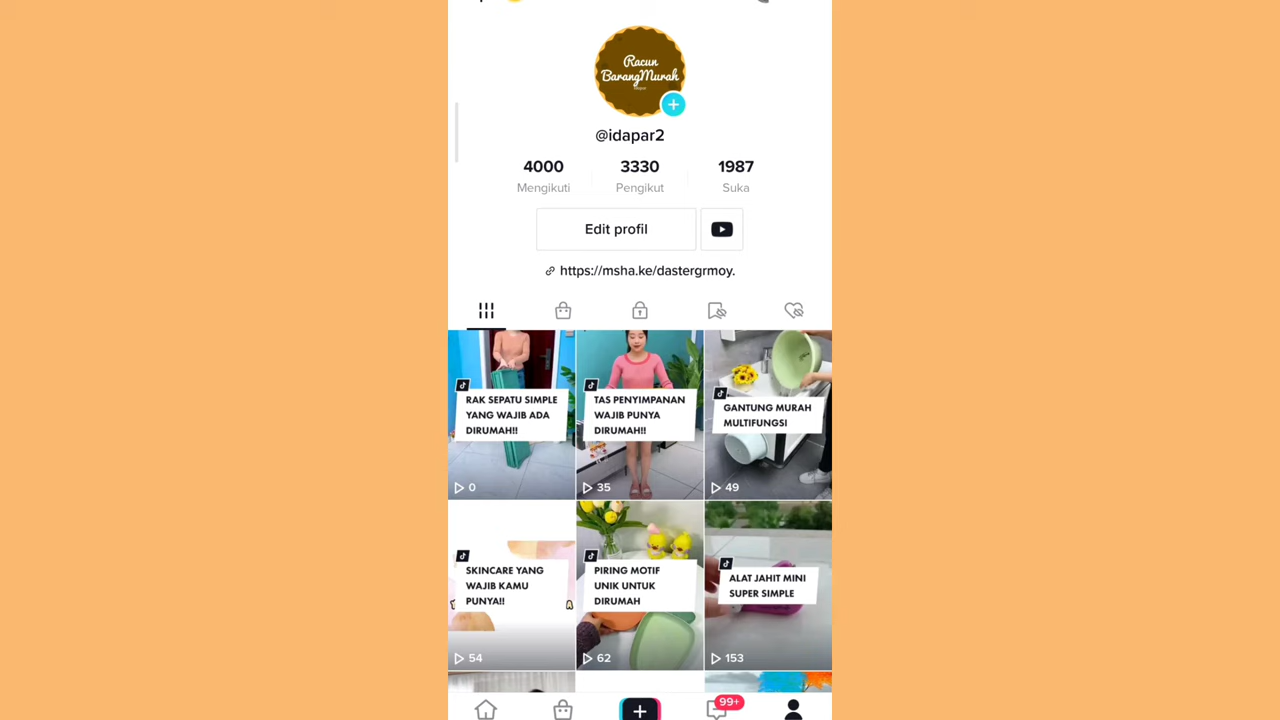 Racun
BarangMurah
@idapar2
4000 3330 1987
Mengikuti Pengikut Suka
Edit profil
https://msha.ke/dastergrmoy.
RAK SEPATU SIMPLE
YANG WAJIB ADA
DIRUMAH!!
0
TAS PENYIMPANAN
WAJIB PUNYA
DIRUMAH!!
35
GANTUNG MURAH
MULTIFUNGSI
49
SKINCARE YANG
WAJIB KAMU
PUNYA!!
54
PIRING MOTIF
UNIK UNTUK
DIRUMAH
62
ALAT JAHIT MINI
SUPER SIMPLE
153
99+